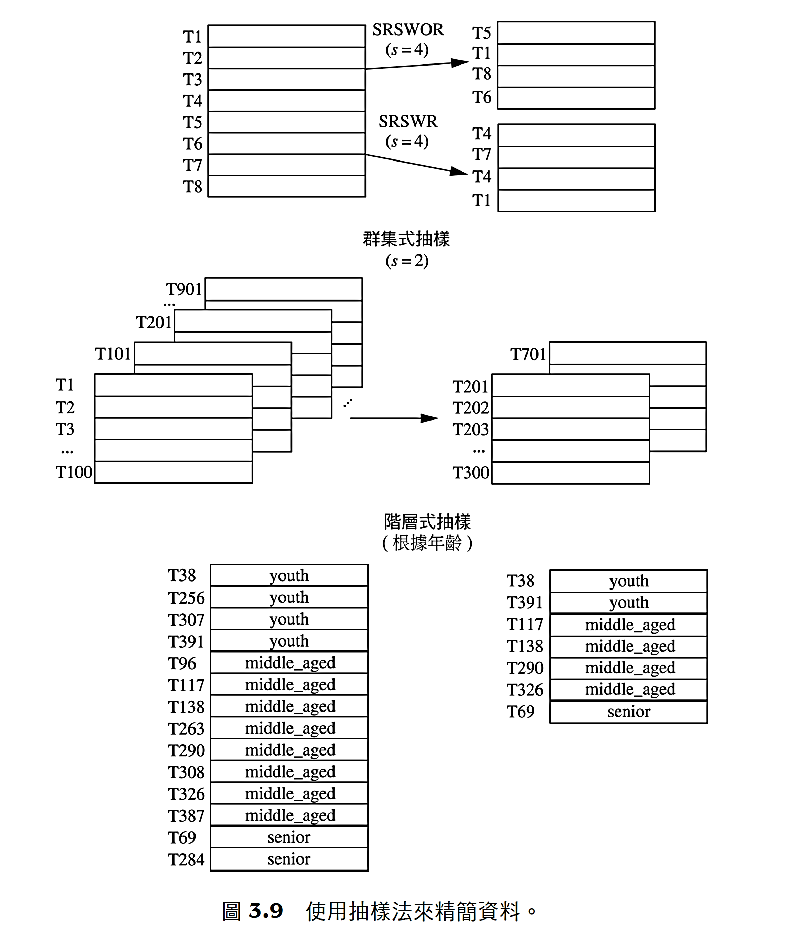 T1
T2
T3
T4
T5
T6
T7
T8
SRSWOR
(s = 4)
T5
T1
T8
T6
SRSWR
(s = 4)
T4
T7
T4
T1
群集式抽樣
(s = 2)
T901
...
T201
T101
T1
T2
T3
...
T100
T701
T201
T202
T203
...
T300
階層式抽樣
(根據年齡)
T38 youth
T256 youth
T307 youth
T391 youth
T96 middle_aged
T117 middle_aged
T138 middle_aged
T263 middle_aged
T290 middle_aged
T308 middle_aged
T326 middle_aged
T387 middle_aged
T69 senior
T284 senior
T38 youth
T391 youth
T117 middle_aged
T138 middle_aged
T290 middle_aged
T326 middle_aged
T69 senior
圖 3.9 使用抽樣法來精簡資料。